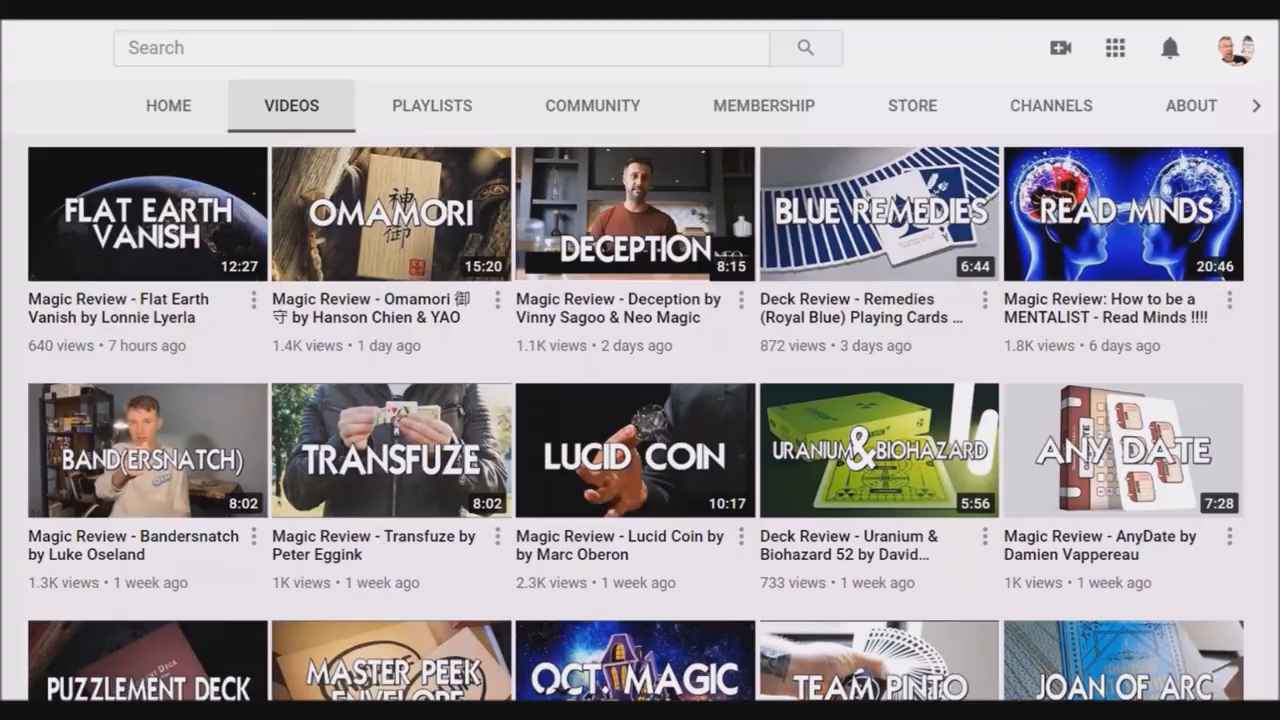 Search
HOME
VIDEOS
PLAYLISTS
COMMUNITY
MEMBERSHIP
STORE
CHANNELS
ABOUT
FLAT EARTH
VANISH
12:27
OMAMORI
神
御
15:20
DECEPTION
NEO
8:15
BLUE REMEDIES
6:44
READ MINDS
20:46
Magic Review - Flat Earth
Vanish by Lonnie Lyerla
640 views • 7 hours ago
Magic Review - Omamori 御
守 by Hanson Chien & YAO
1.4K views • 1 day ago
Magic Review - Deception by
Vinny Sagoo & Neo Magic
1.1K views • 2 days ago
Deck Review - Remedies
(Royal Blue) Playing Cards ...
872 views • 3 days ago
Magic Review: How to be a
MENTALIST - Read Minds !!!!
1.8K views • 6 days ago
BAND(ERSNATCH)
8:02
TRANSFUZE
8:02
LUCID COIN
10:17
URANIUM & BIOHAZARD
5:56
ANY DATE
7:28
Magic Review - Bandersnatch
by Luke Oseland
1.3K views • 1 week ago
Magic Review - Transfuze by
Peter Eggink
1K views • 1 week ago
Magic Review - Lucid Coin by
by Marc Oberon
2.3K views • 1 week ago
Deck Review - Uranium &
Biohazard 52 by David...
733 views • 1 week ago
Magic Review - AnyDate by
Damien Vappereau
1K views • 1 week ago
PUZZLEMENT DECK
MASTER PEEK
ENVELOPE
OCT. MAGIC
TEAM PINTO
JOAN OF ARC